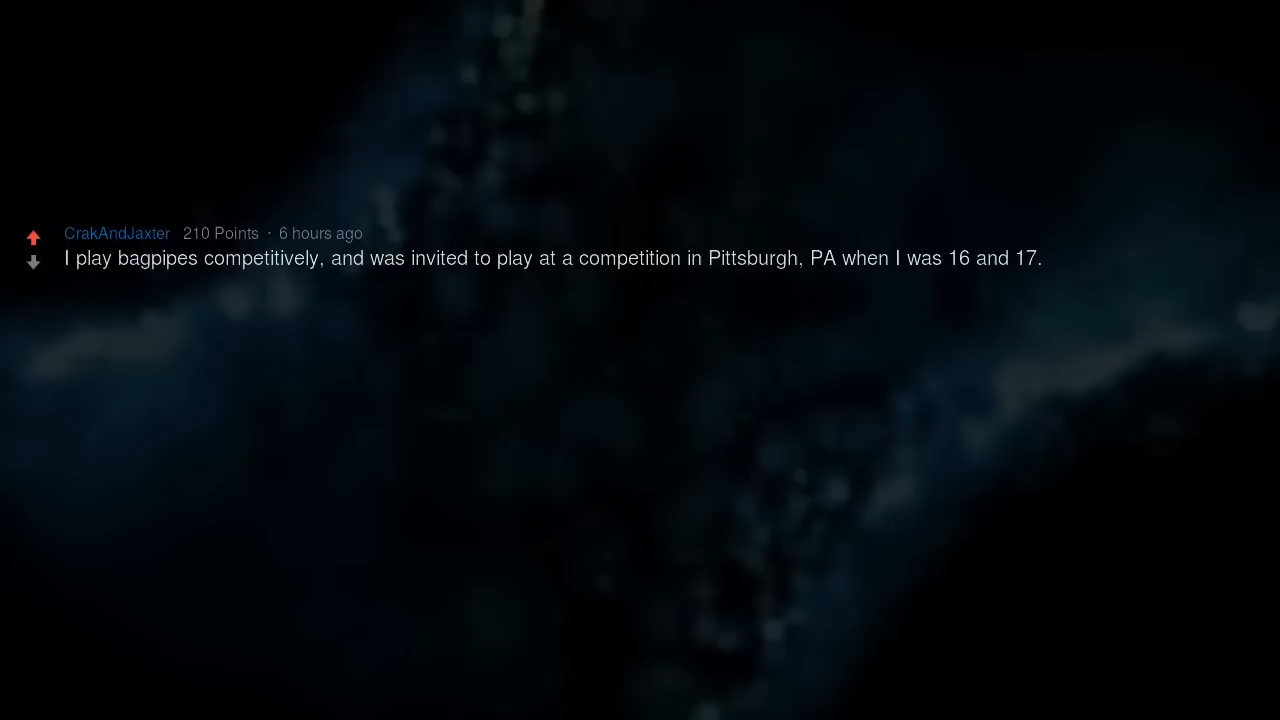 CrakAndJaxter 210 Points · 6 hours ago
I play bagpipes competitively, and was invited to play at a competition in Pittsburgh, PA when I was 16 and 17.